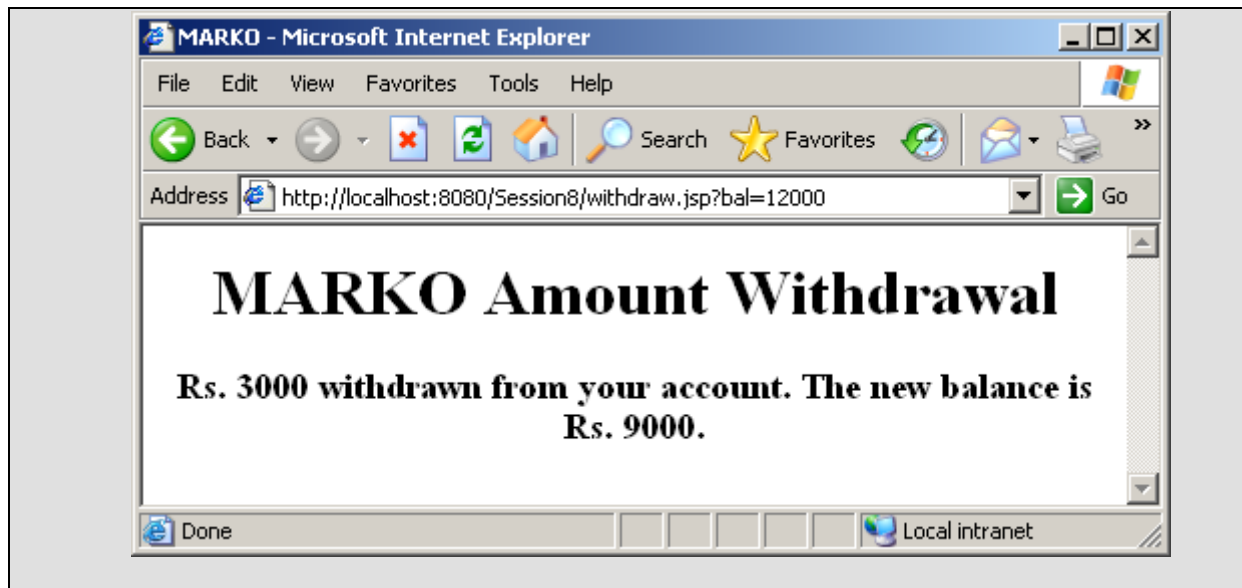 MARKO - Microsoft Internet Explorer
File Edit View Favorites Tools Help
Back Search Favorites »
Address http://localhost:8080/Session8/withdraw.jsp?bal=12000 Go
MARKO Amount Withdrawal
Rs. 3000 withdrawn from your account. The new balance is
Rs. 9000.
Done Local intranet